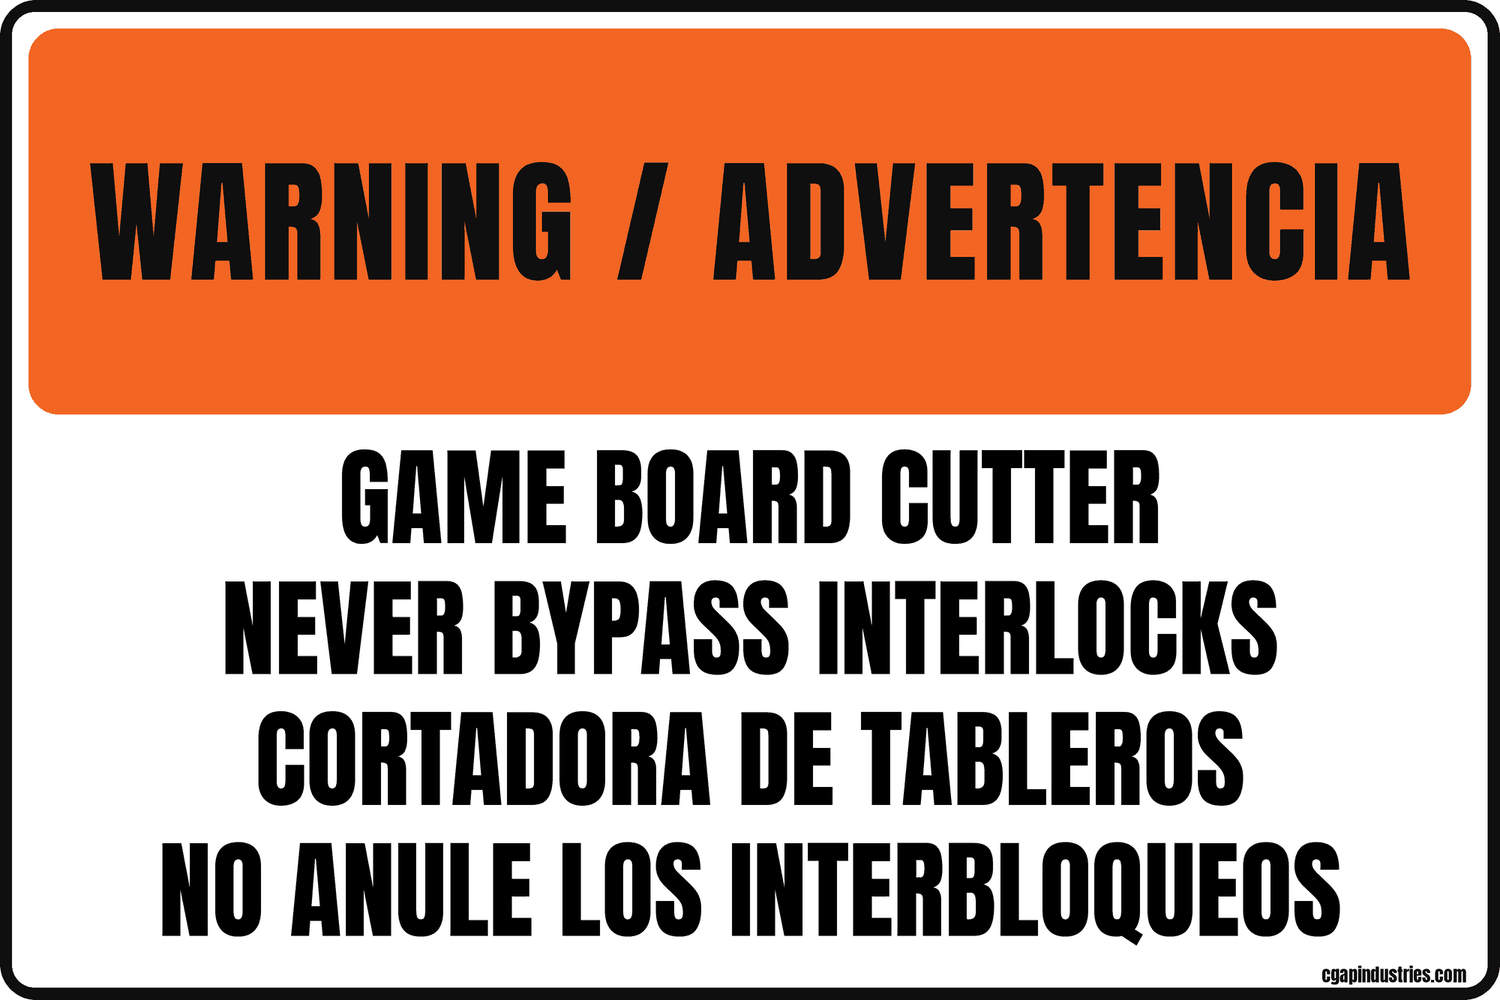 WARNING / ADVERTENCIA
GAME BOARD CUTTER
NEVER BYPASS INTERLOCKS
CORTADORA DE TABLEROS
NO ANULE LOS INTERBLOQUEOS
cgapindustries.com